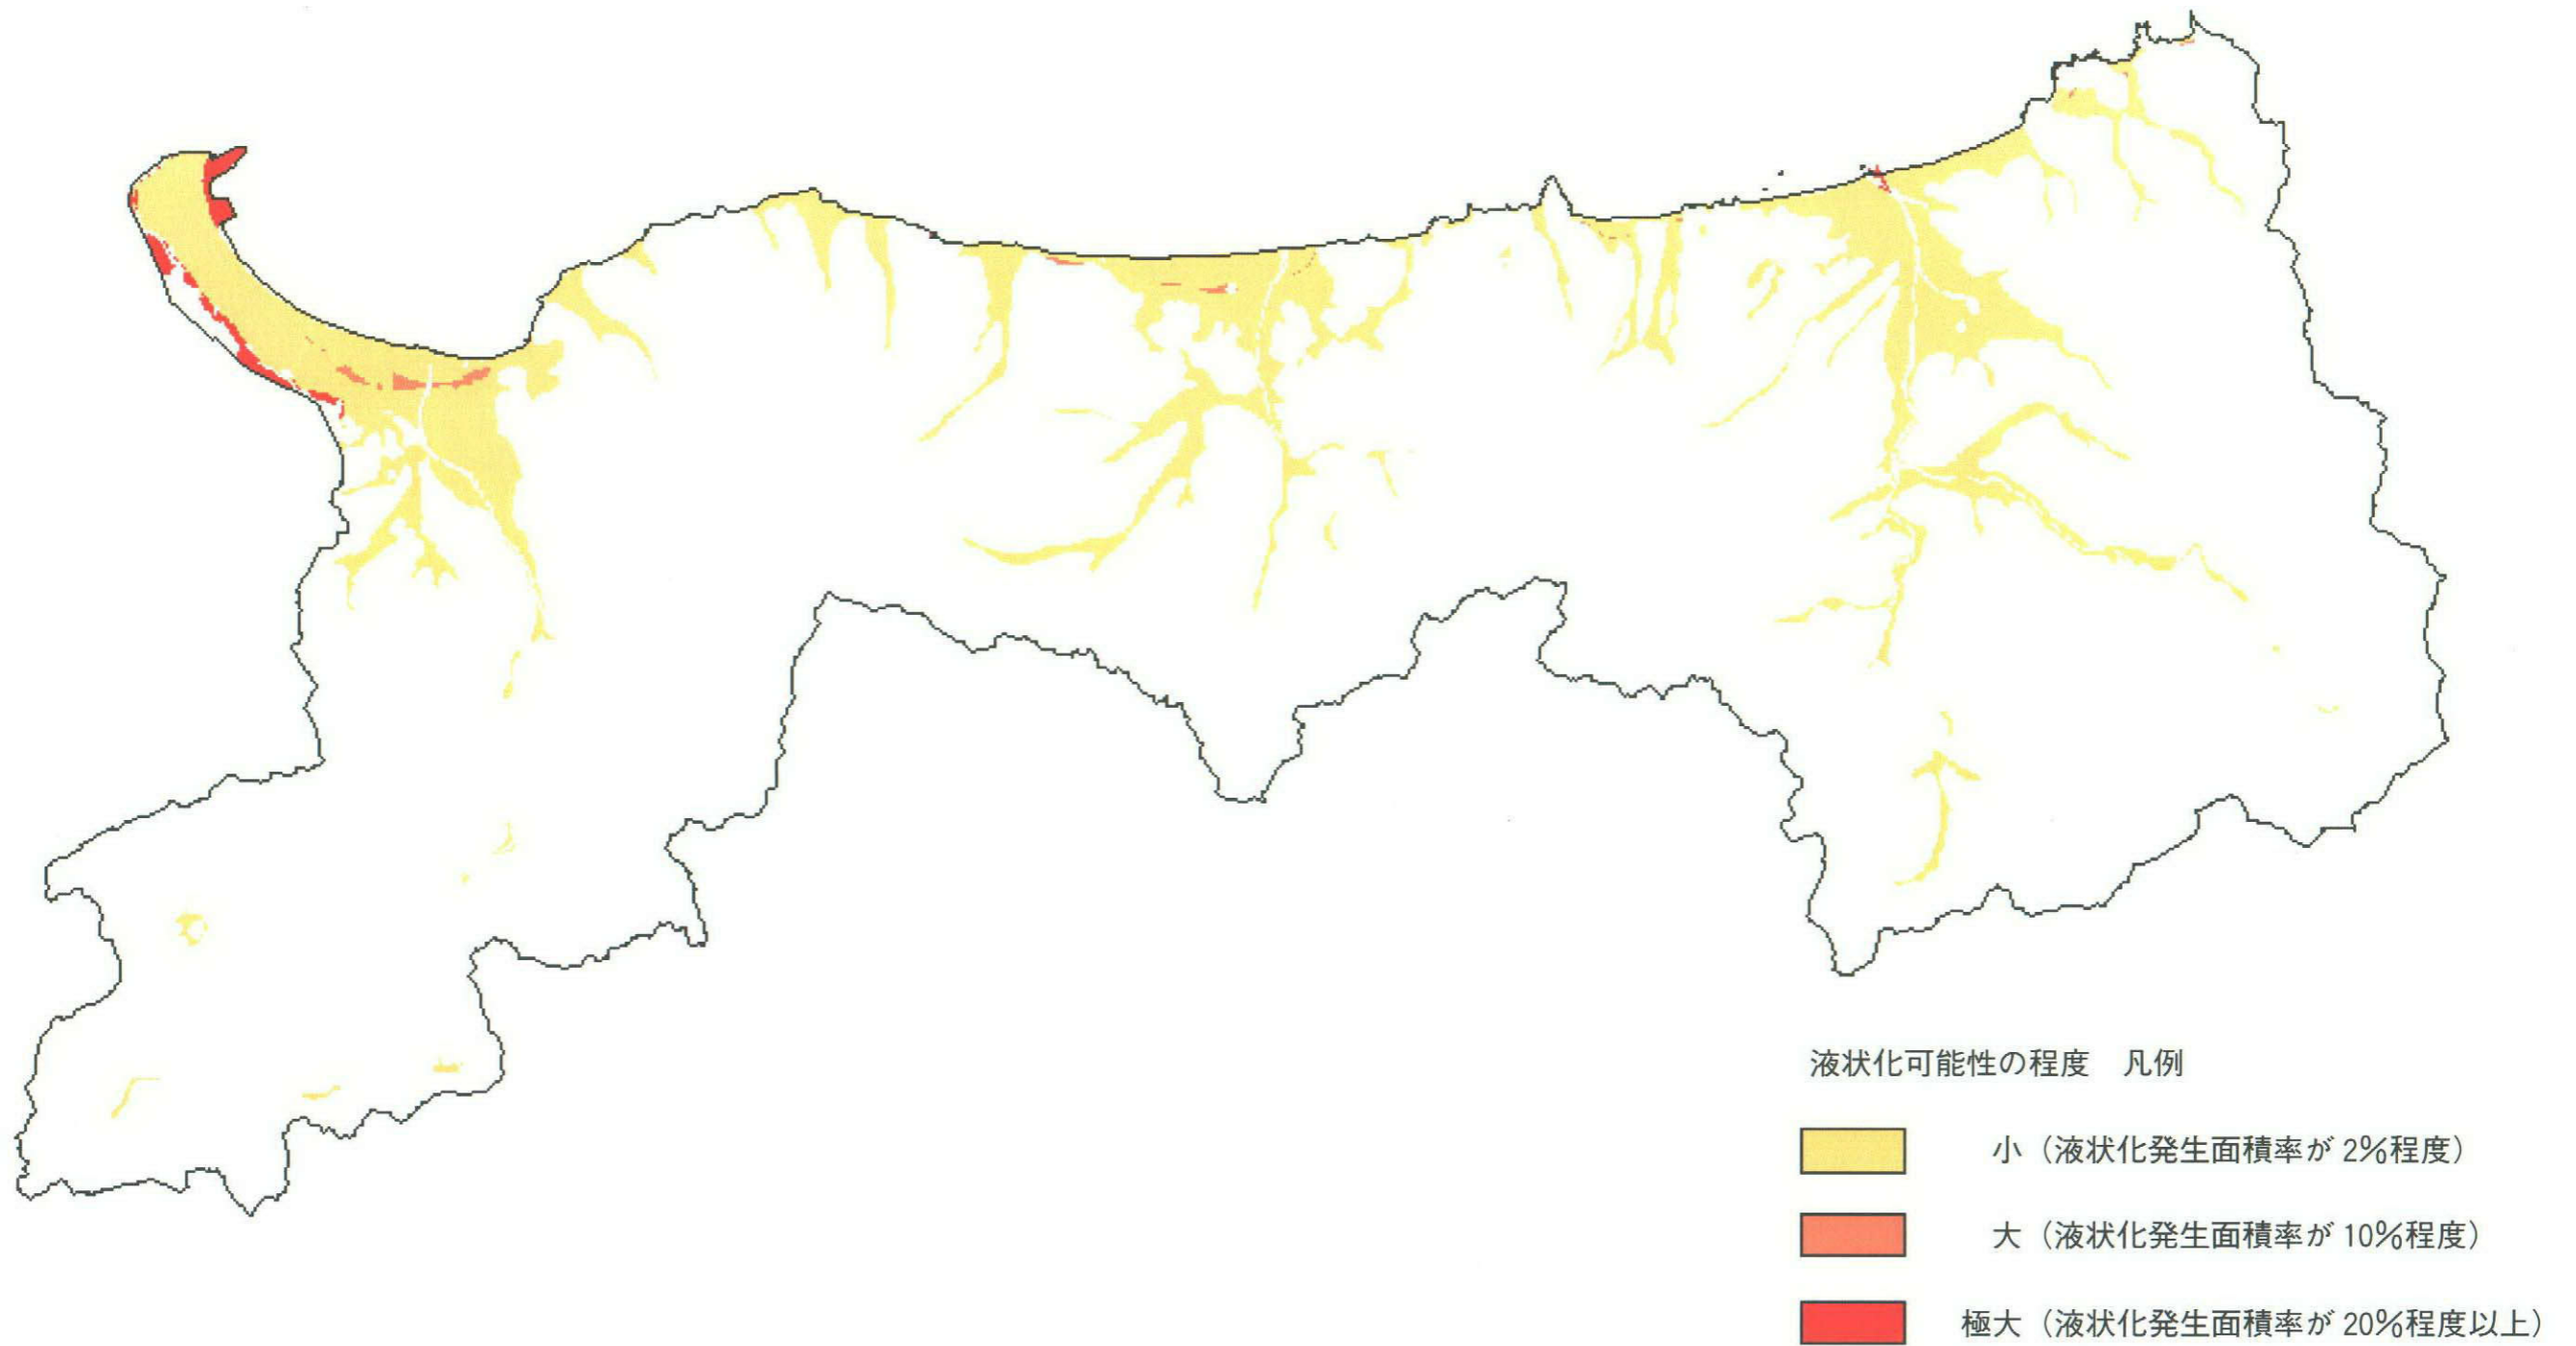 液状化可能性の程度　凡例
小（液状化発生面積率が 2%程度）
大（液状化発生面積率が 10%程度）
極大（液状化発生面積率が 20%程度以上）